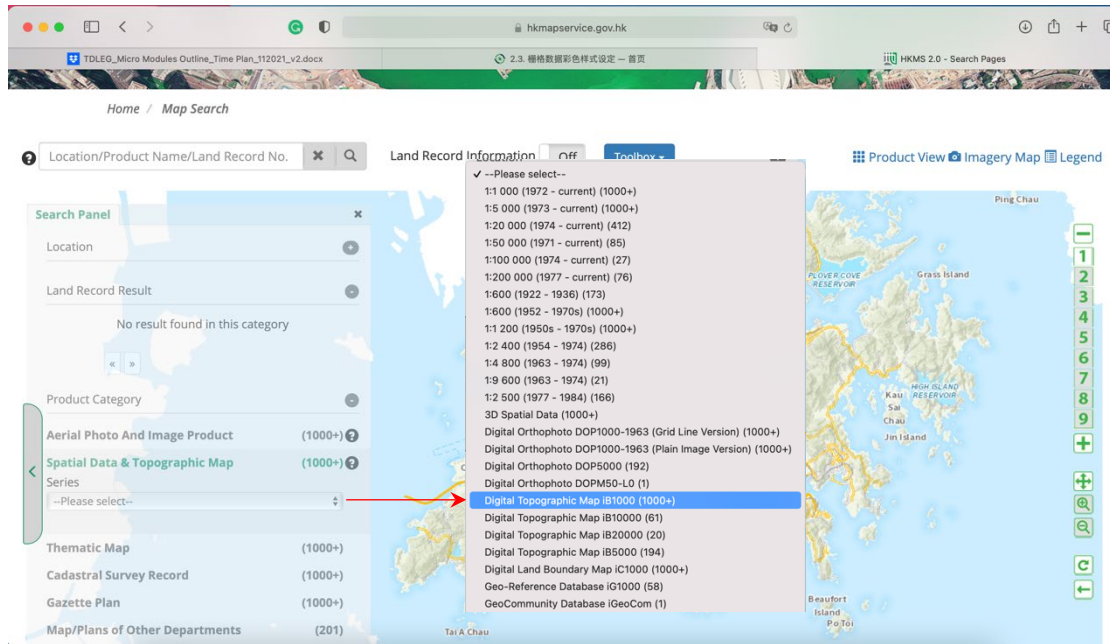 hkmapservice.gov.hk
TDLEG_Micro Modules Outline_Time Plan_112021_v2.docx
2.3. 栅格数据彩色样式设定 — 首页
HKMS 2.0 - Search Pages
Home / Map Search
Location/Product Name/Land Record No.
Land Record Information Off Toolbox
Product View Imagery Map Legend
Search Panel
Location
Land Record Result
No result found in this category
« »
Product Category
Aerial Photo And Image Product (1000+)
Spatial Data & Topographic Map (1000+)
Series
--Please select--
Thematic Map (1000+)
Cadastral Survey Record (1000+)
Gazette Plan (1000+)
Map/Plans of Other Departments (201)
✓ --Please select--
1:1 000 (1972 - current) (1000+)
1:5 000 (1973 - current) (1000+)
1:20 000 (1974 - current) (412)
1:50 000 (1971 - current) (85)
1:100 000 (1974 - current) (27)
1:200 000 (1977 - current) (76)
1:600 (1922 - 1936) (173)
1:600 (1952 - 1970s) (1000+)
1:1 200 (1950s - 1970s) (1000+)
1:2 400 (1954 - 1974) (286)
1:4 800 (1963 - 1974) (99)
1:9 600 (1963 - 1974) (21)
1:2 500 (1977 - 1984) (166)
3D Spatial Data (1000+)
Digital Orthophoto DOP1000-1963 (Grid Line Version) (1000+)
Digital Orthophoto DOP1000-1963 (Plain Image Version) (1000+)
Digital Orthophoto DOP5000 (192)
Digital Orthophoto DOPM50-L0 (1)
Digital Topographic Map iB1000 (1000+)
Digital Topographic Map iB10000 (61)
Digital Topographic Map iB20000 (20)
Digital Topographic Map iB5000 (194)
Digital Land Boundary Map iC1000 (1000+)
Geo-Reference Database iG1000 (58)
GeoCommunity Database iGeoCom (1)
Ping Chau
PLOVER COVE
RESERVOIR
Grass Island
HIGH ISLAND
RESERVOIR
Kau
Sai
Chau
Jin Island
Beaufort
Island
Po Toi
Tai A Chau
1
2
3
4
5
6
7
8
9